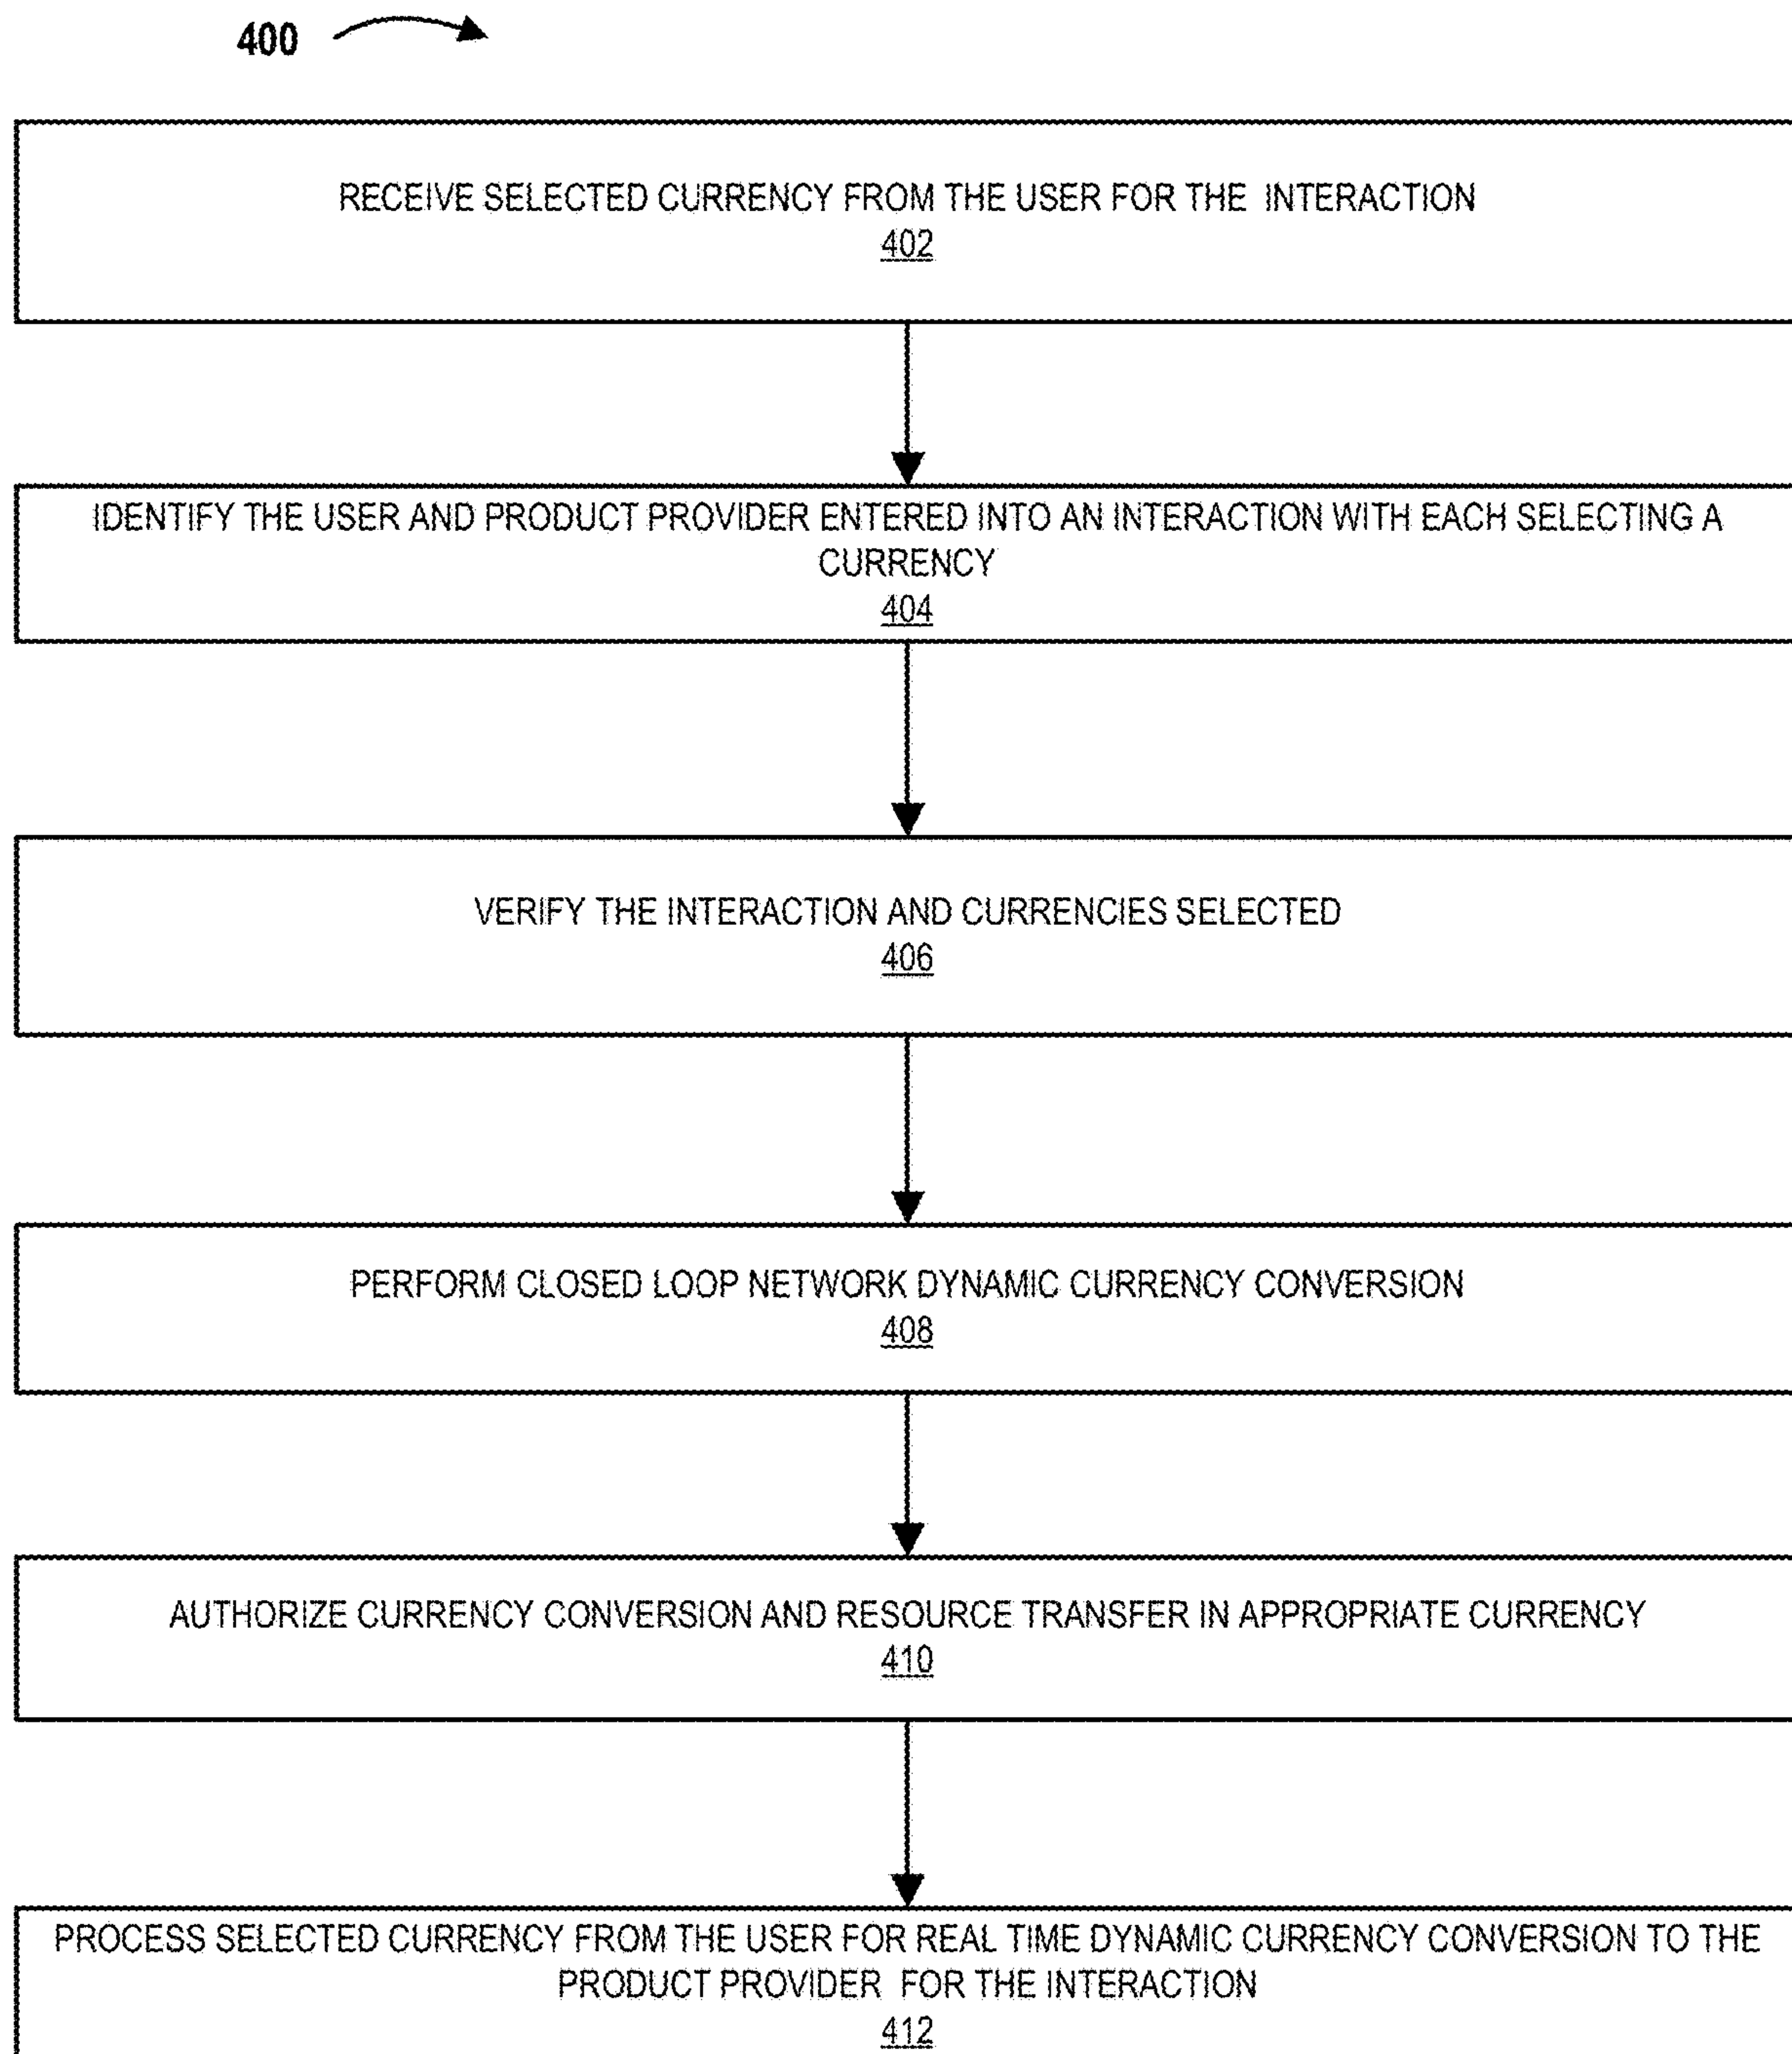 400
RECEIVE SELECTED CURRENCY FROM THE USER FOR THE INTERACTION
402
IDENTIFY THE USER AND PRODUCT PROVIDER ENTERED INTO AN INTERACTION WITH EACH SELECTING A
CURRENCY
404
VERIFY THE INTERACTION AND CURRENCIES SELECTED
406
PERFORM CLOSED LOOP NETWORK DYNAMIC CURRENCY CONVERSION
408
AUTHORIZE CURRENCY CONVERSION AND RESOURCE TRANSFER IN APPROPRIATE CURRENCY
410
PROCESS SELECTED CURRENCY FROM THE USER FOR REAL TIME DYNAMIC CURRENCY CONVERSION TO THE
PRODUCT PROVIDER FOR THE INTERACTION
412